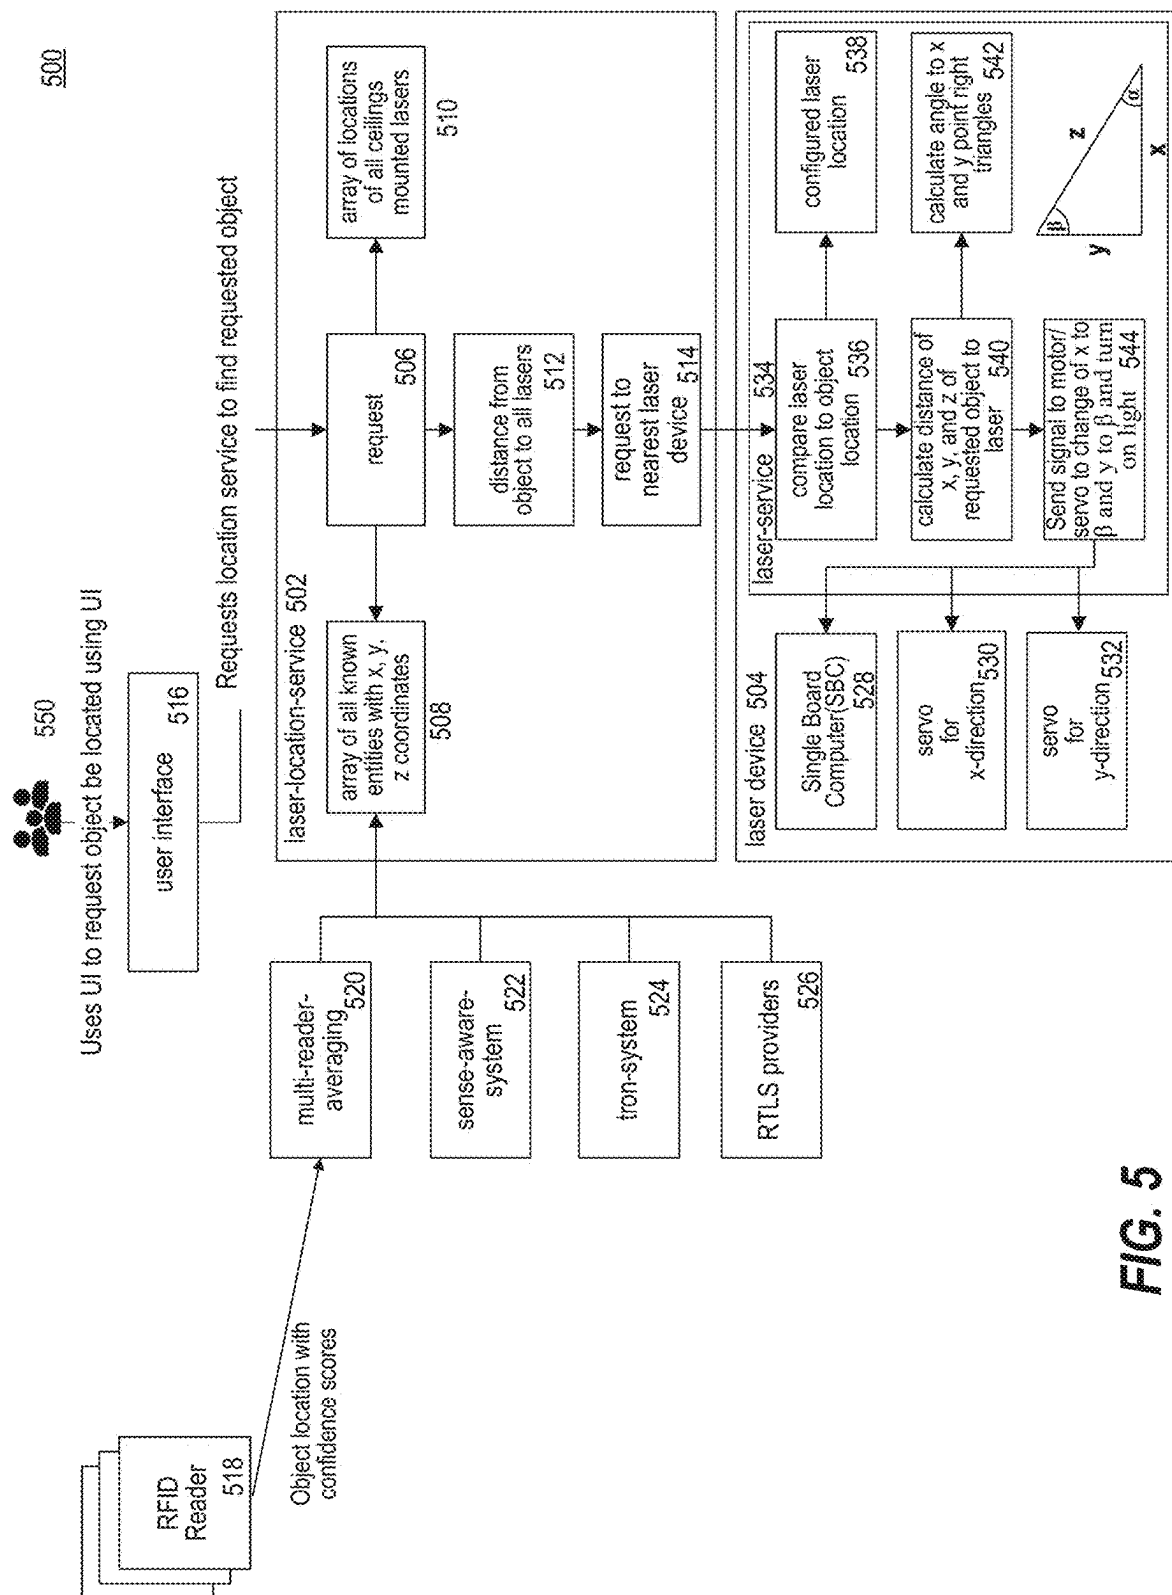 500
550
Uses UI to request object be located using UI
user interface
516
Requests location service to find requested object
RFID
Reader
518
Object location with
confidence scores
multi-reader-
averaging
520
sense-aware-
system
522
tron-system
524
RTLS providers
526
laser-location-service 502
array of all known
entities with x, y,
z coordinates
508
request
506
array of locations
of all ceilings
mounted lasers
510
distance from
object to all lasers
512
request to
nearest laser
device
514
laser device 504
Single Board
Computer(SBC)
528
servo
for
x-direction 530
servo
for
y-direction 532
laser-service 534
compare laser
location to object
location 536
configured laser
location
538
calculate distance of
x, y, and z of
requested object to
laser 540
calculate angle to x
and y point right
triangles 542
Send signal to motor/
servo to change of x to
β and y to β and turn
on light 544
β
z
y
α
x
FIG. 5